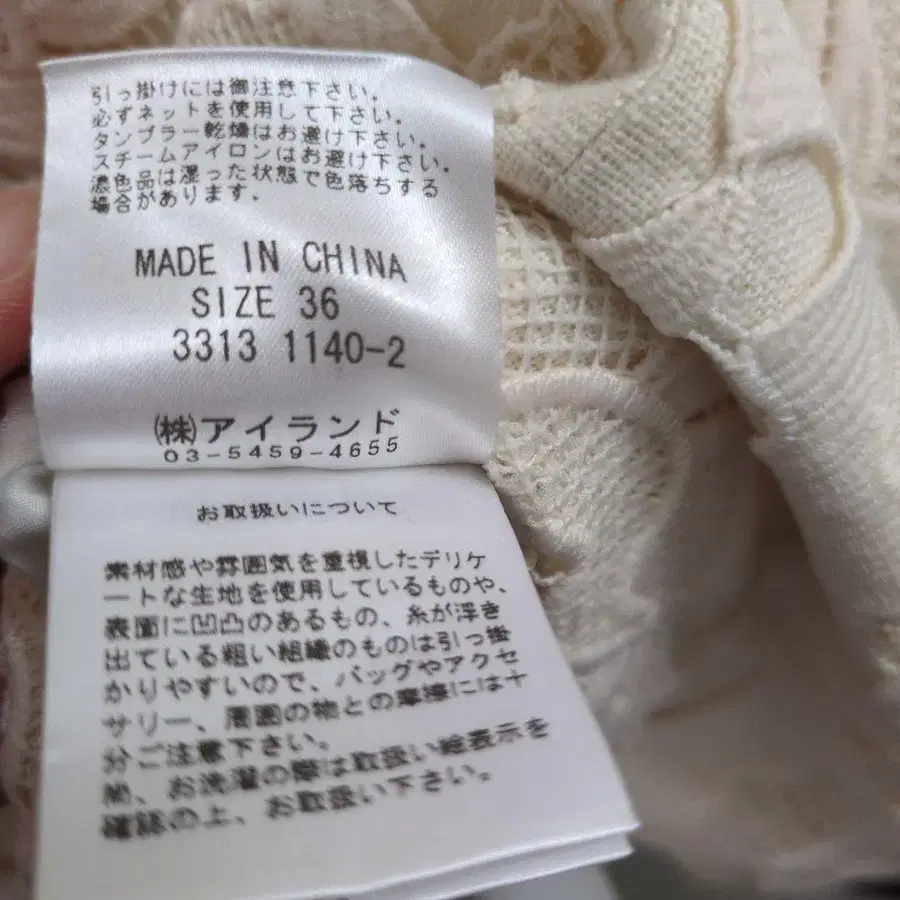 引っ掛けには御注意下さい。
必ずネットを使用して下さい。
タンブラー乾燥はお避け下さい。
スチームアイロンはお避け下さい。
濃色品は湿った状態で色落ちする
場合があります。
MADE IN CHINA
SIZE 36
3313 1140-2
(株)アイランド
03-5459-4655
お取扱いについて
素材感や雰囲気を重視したデリケ
ートな生地を使用しているものや、
表面に凹凸のあるもの、糸が浮き
出ている粗い組織のものは引っ掛
かりやすいので、バッグやアクセ
サリー、周囲の物との摩擦には十
分ご注意下さい。
尚、お洗濯の際は取扱い絵表示を
確認の上、お取扱い下さい。